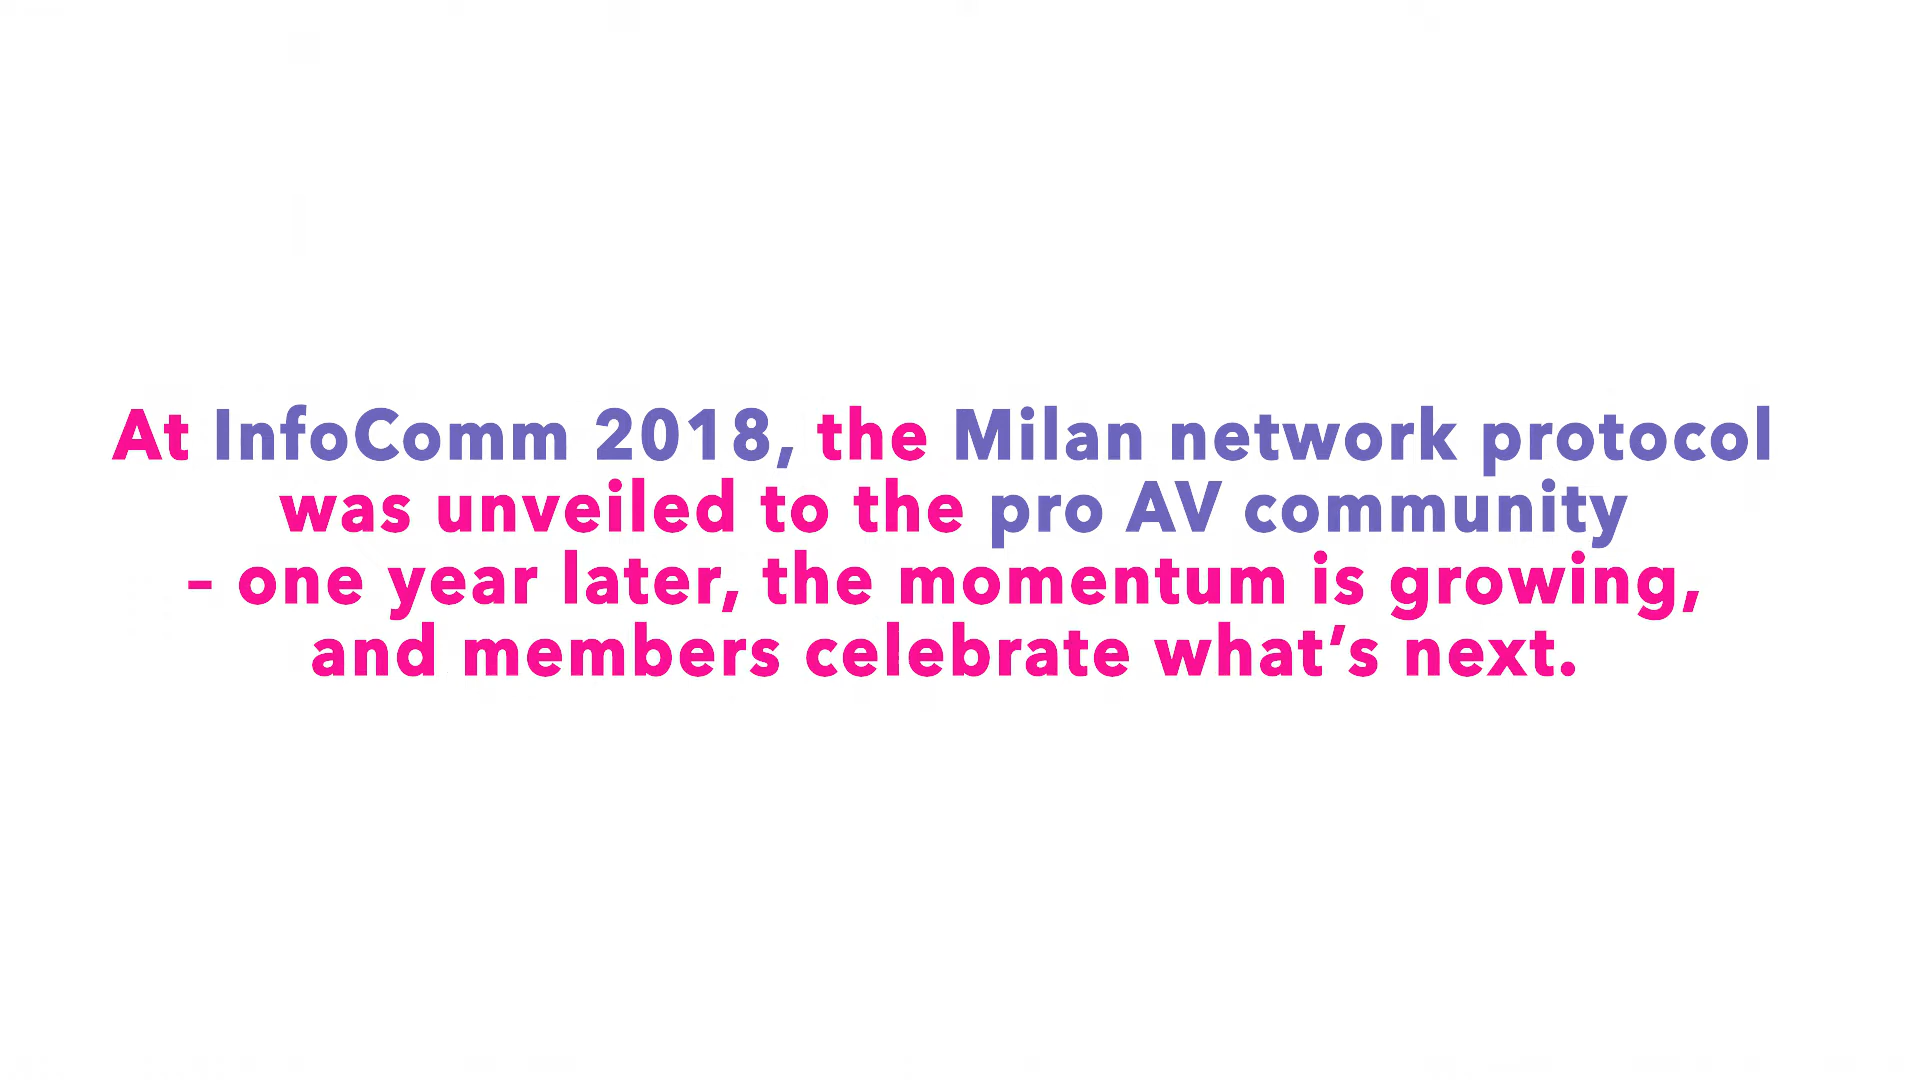 At InfoComm 2018, the Milan network protocol
was unveiled to the pro AV community
– one year later, the momentum is growing,
and members celebrate what’s next.